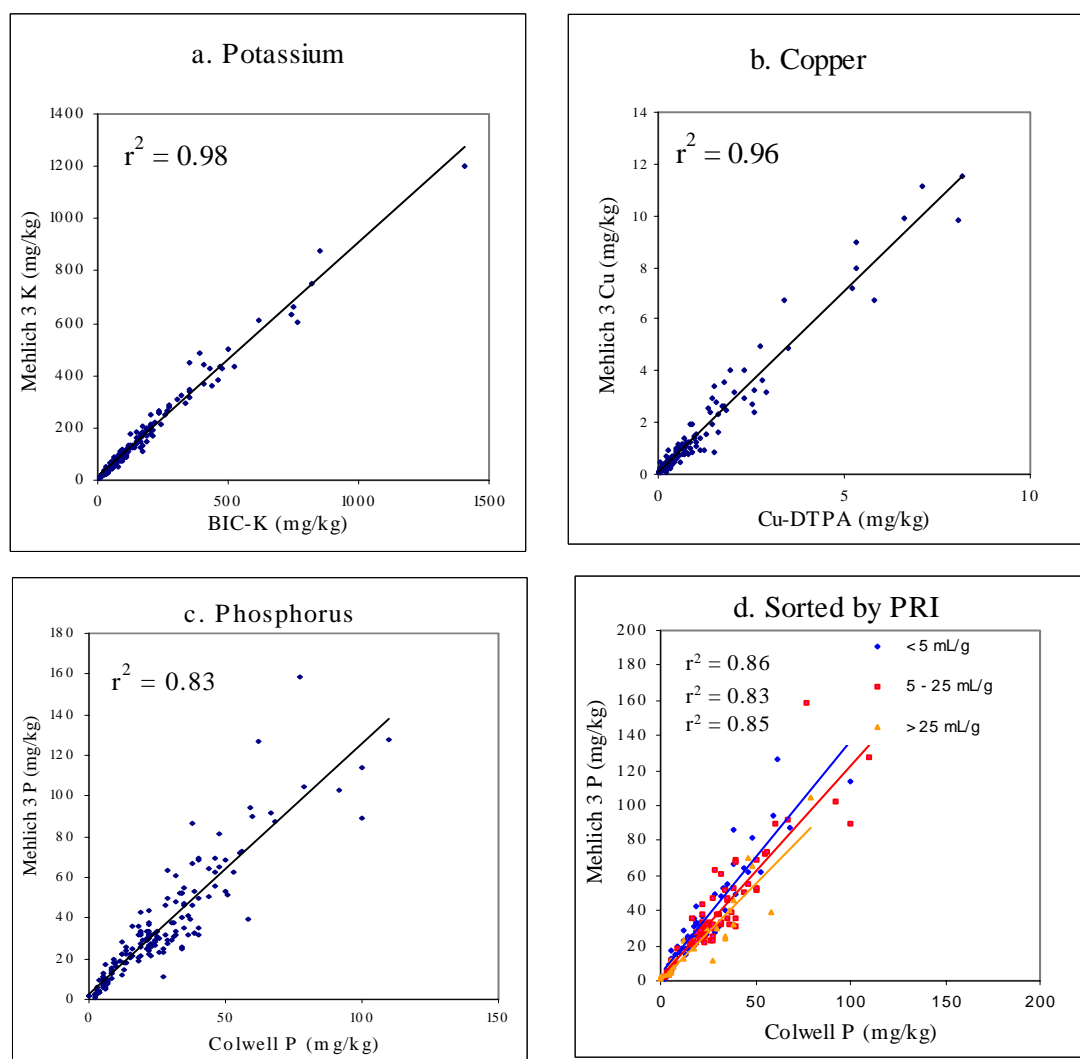 a. Potassium
r² = 0.98
Mehlich 3 K (mg/kg)
1400
1200
1000
800
600
400
200
0
0 500 1000 1500
BIC-K (mg/kg)
b. Copper
r² = 0.96
Mehlich 3 Cu (mg/kg)
14
12
10
8
6
4
2
0
0 5 10
Cu-DTPA (mg/kg)
c. Phosphorus
r² = 0.83
Mehlich 3 P (mg/kg)
180
160
140
120
100
80
60
40
20
0
0 50 100 150
Colwell P (mg/kg)
d. Sorted by PRI
r² = 0.86
r² = 0.83
r² = 0.85
<5 mL/g
5 - 25 mL/g
>25 mL/g
Mehlich 3 P (mg/kg)
200
180
160
140
120
100
80
60
40
20
0
0 50 100 150 200
Colwell P (mg/kg)